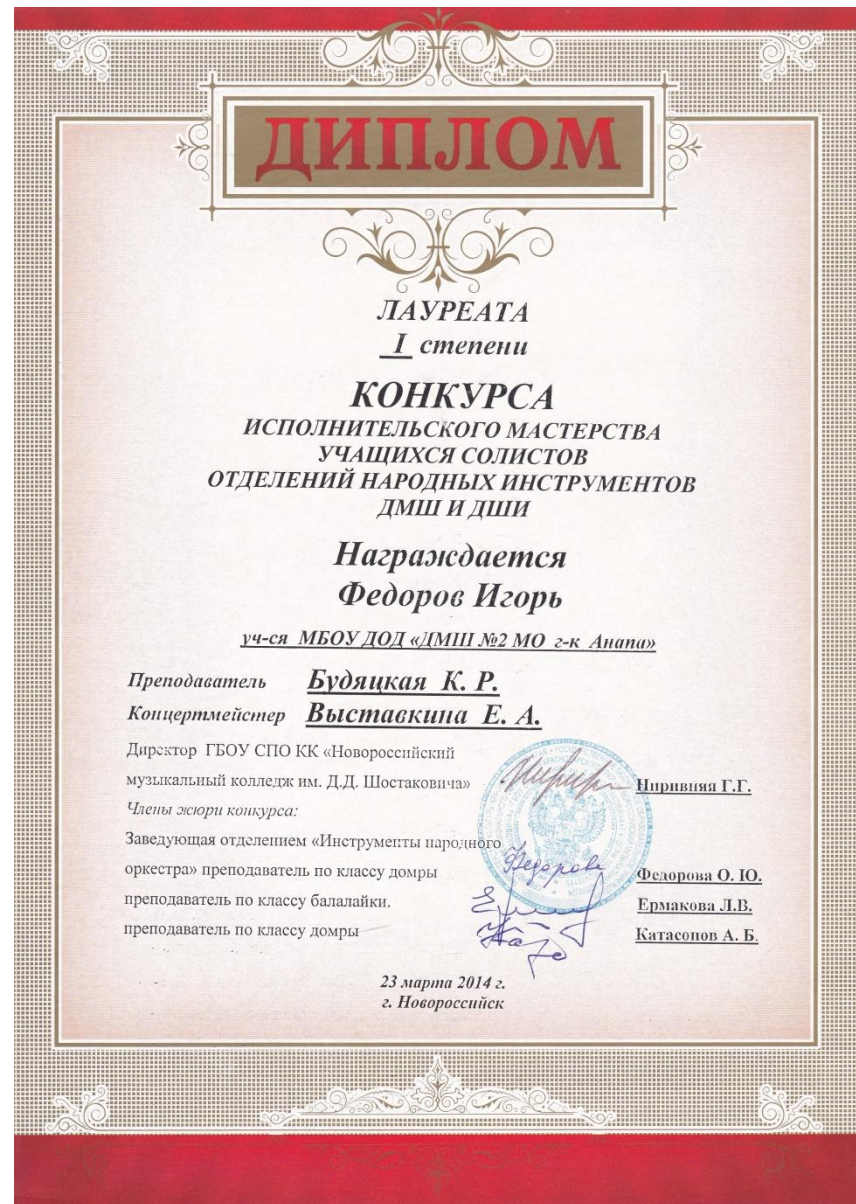 ДИПЛОМ
ЛАУРЕАТА
I степени
КОНКУРСА
ИСПОЛНИТЕЛЬСКОГО МАСТЕРСТВА
УЧАЩИХСЯ СОЛИСТОВ
ОТДЕЛЕНИЙ НАРОДНЫХ ИНСТРУМЕНТОВ
ДМШ И ДШИ
Награждается
Федоров Игорь
уч-ся МБОУ ДОД «ДМШ №2 МО г-к Анапа»
Преподаватель Будяцкая К. Р.
Концертмейстер Выставкина Е. А.
Директор ГБОУ СПО КК «Новороссийский
музыкальный колледж им. Д.Д. Шостаковича» Ниривняя Г.Г.
Члены жюри конкурса:
Заведующая отделением «Инструменты народного
оркестра» преподаватель по классу домры Федорова Федорова О. Ю.
преподаватель по классу балалайки. Ермакова Л.В.
преподаватель по классу домры Катасонов А. Б.
23 марта 2014 г.
г. Новороссийск